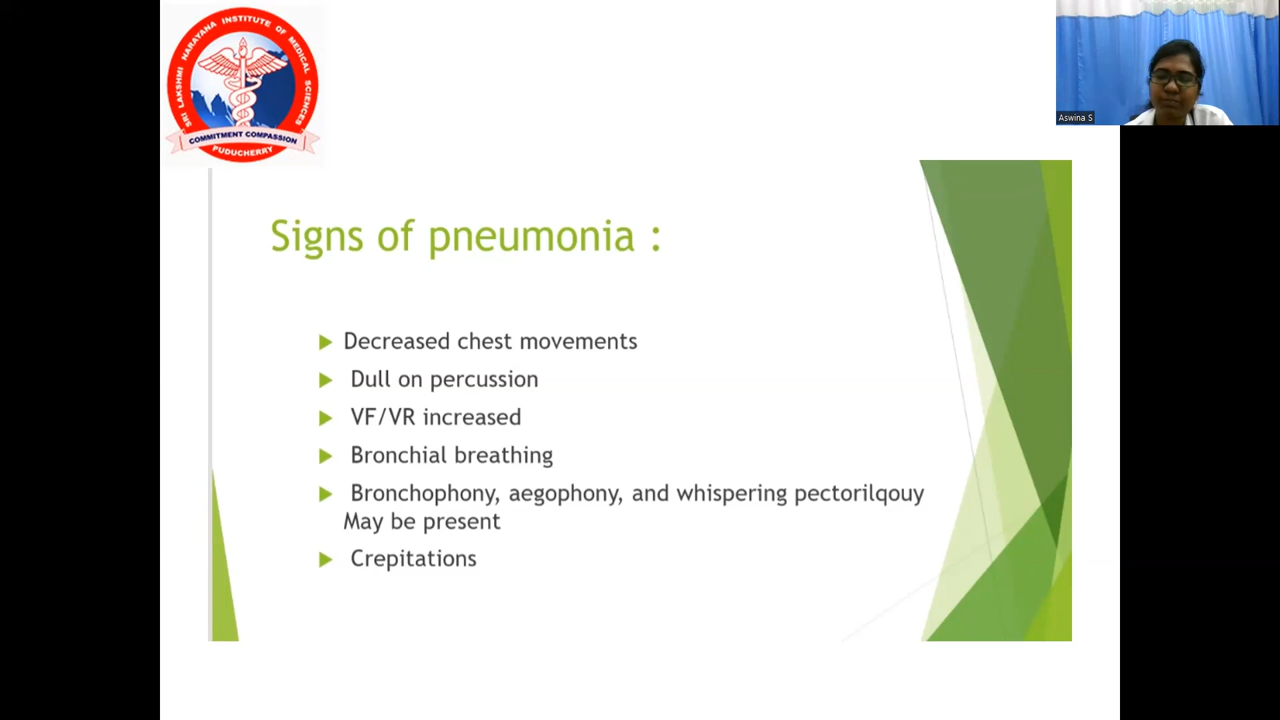 SRI LAKSHMI NARAYANA INSTITUTE OF MEDICAL SCIENCES
COMMITMENT COMPASSION
PUDUCHERRY
Aswina S
Signs of pneumonia :
Decreased chest movements
Dull on percussion
VF/VR increased
Bronchial breathing
Bronchophony, aegophony, and whispering pectorilqouy
May be present
Crepitations